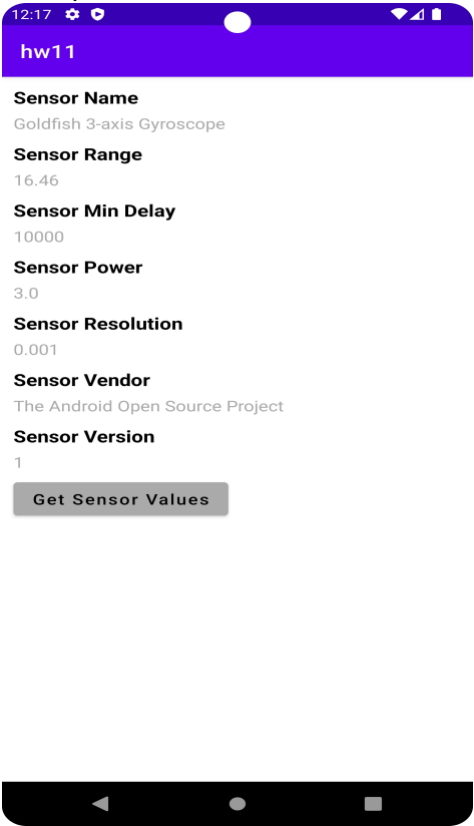 12:17
hw11
Sensor Name
Goldfish 3-axis Gyroscope
Sensor Range
16.46
Sensor Min Delay
10000
Sensor Power
3.0
Sensor Resolution
0.001
Sensor Vendor
The Android Open Source Project
Sensor Version
1
Get Sensor Values